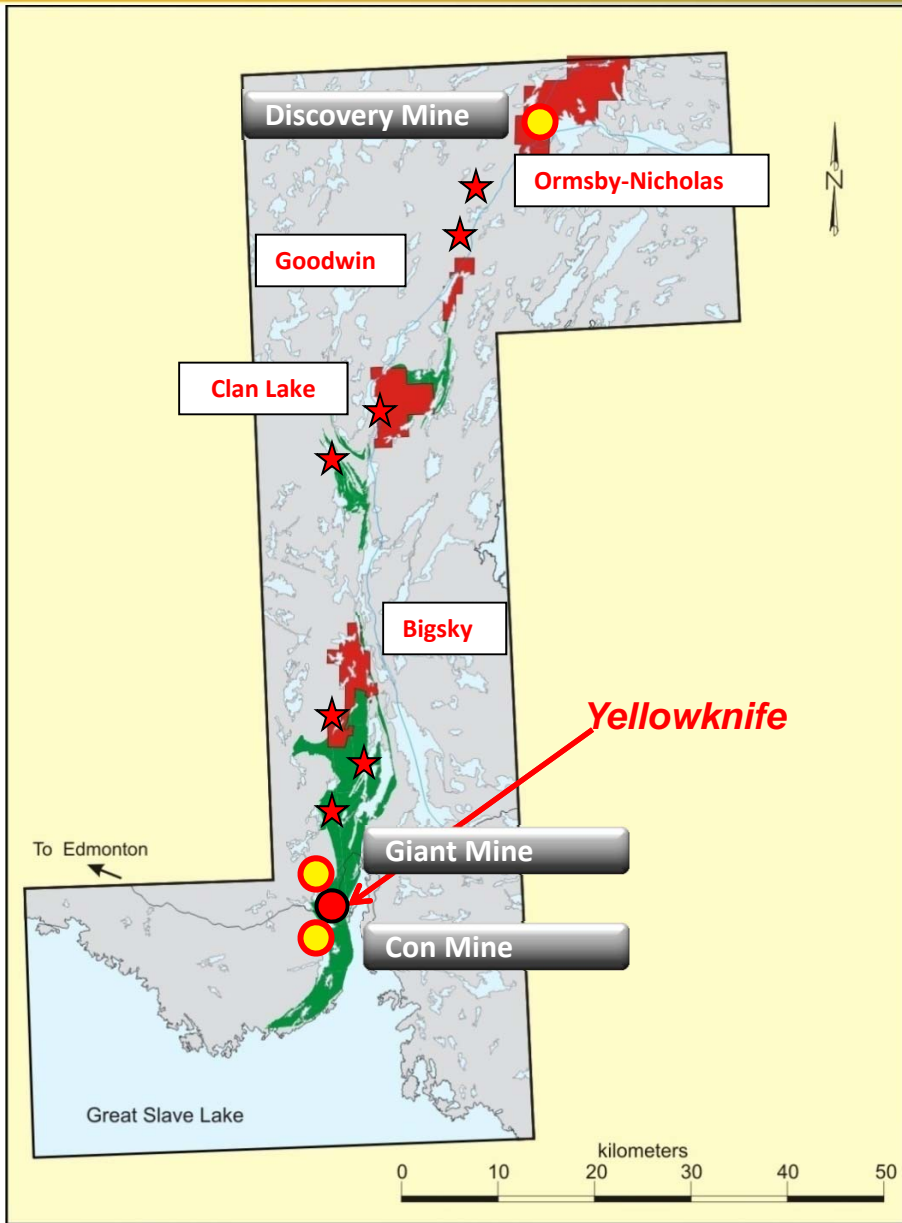 Discovery Mine
Ormsby-Nicholas
N
Goodwin
Clan Lake
Bigsky
Yellowknife
To Edmonton
Giant Mine
Con Mine
Great Slave Lake
kilometers
0 10 20 30 40 50